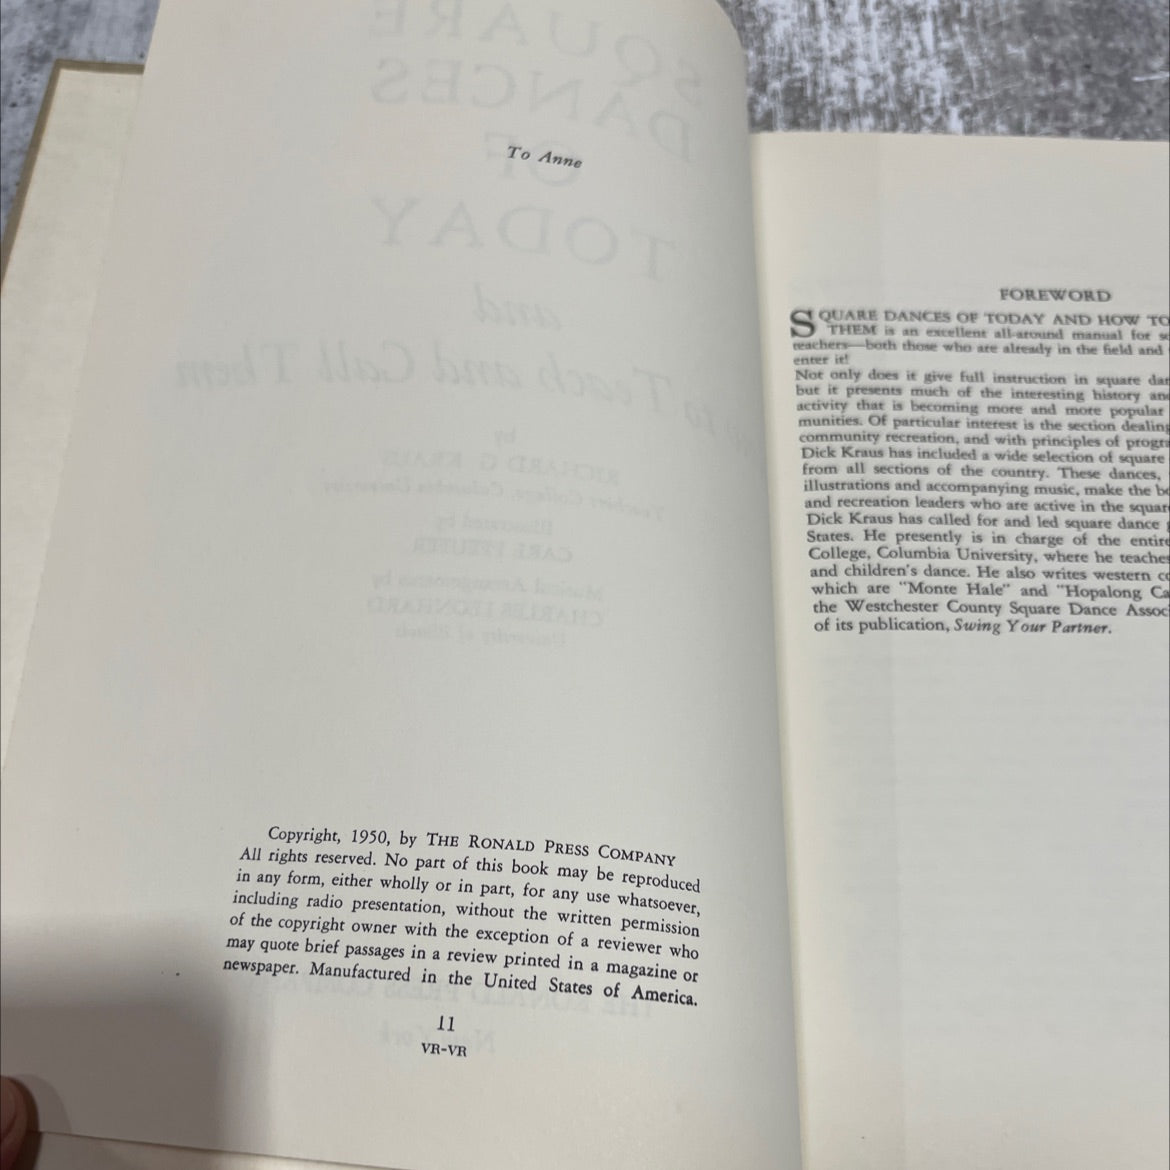 To Anne
Copyright, 1950, by THE RONALD PRESS COMPANY
All rights reserved. No part of this book may be reproduced
in any form, either wholly or in part, for any use whatsoever,
including radio presentation, without the written permission
of the copyright owner with the exception of a reviewer who
may quote brief passages in a review printed in a magazine or
newspaper. Manufactured in the United States of America.
11
VR-VR
FOREWORD
SQUARE DANCES OF TODAY AND HOW TO
THEM is an excellent all-around manual for
teachers—both those who are already in the field and
enter it!
Not only does it give full instruction in square
but it presents much of the interesting history
activity that is becoming more and more popular
munities. Of particular interest is the section
community recreation, and with principles of
Dick Kraus has included a wide selection of square
from all sections of the country. These dances,
illustrations and accompanying music, make the
and recreation leaders who are active in the
Dick Kraus has called for and led square dance
States. He presently is in charge of the entire
College, Columbia University, where he
and children's dance. He also writes western
which are "Monte Hale" and "Hopalong
the Westchester County Square Dance
of its publication, Swing Your Partner.